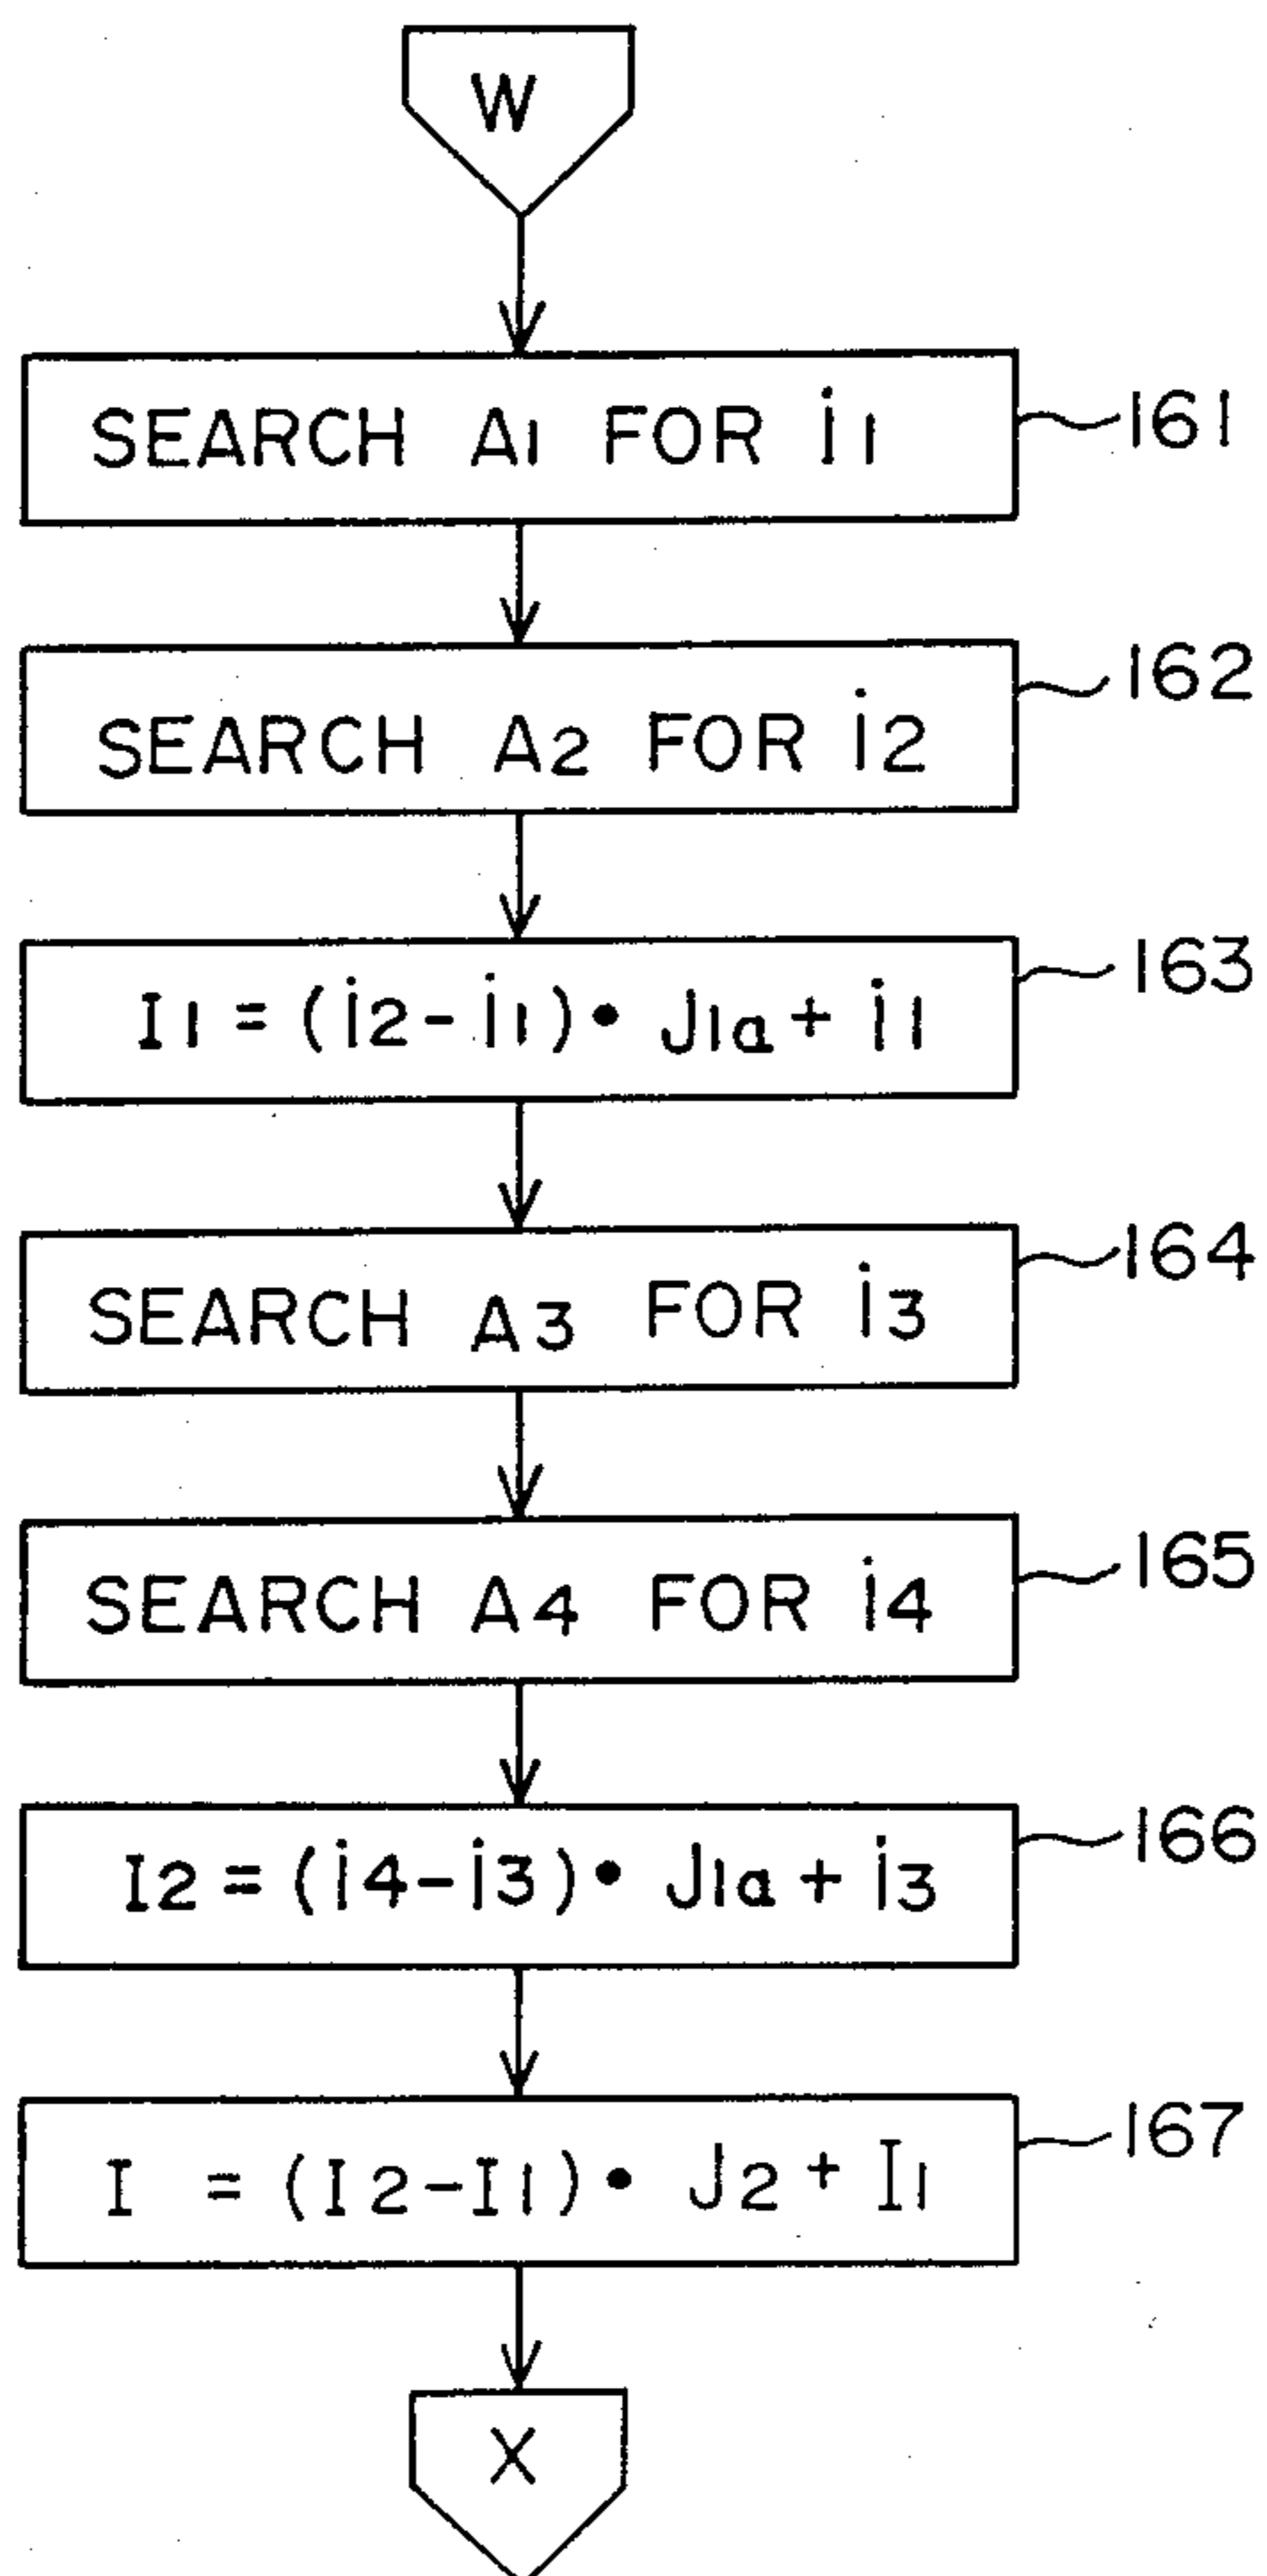 W
SEARCH A1 FOR i1
161
SEARCH A2 FOR i2
162
I1 = (i2-i1)• J1a + i1
163
SEARCH A3 FOR i3
164
SEARCH A4 FOR i4
165
I2 = (i4-i3)• J1a + i3
166
I = (I2-I1)• J2 + I1
167
X